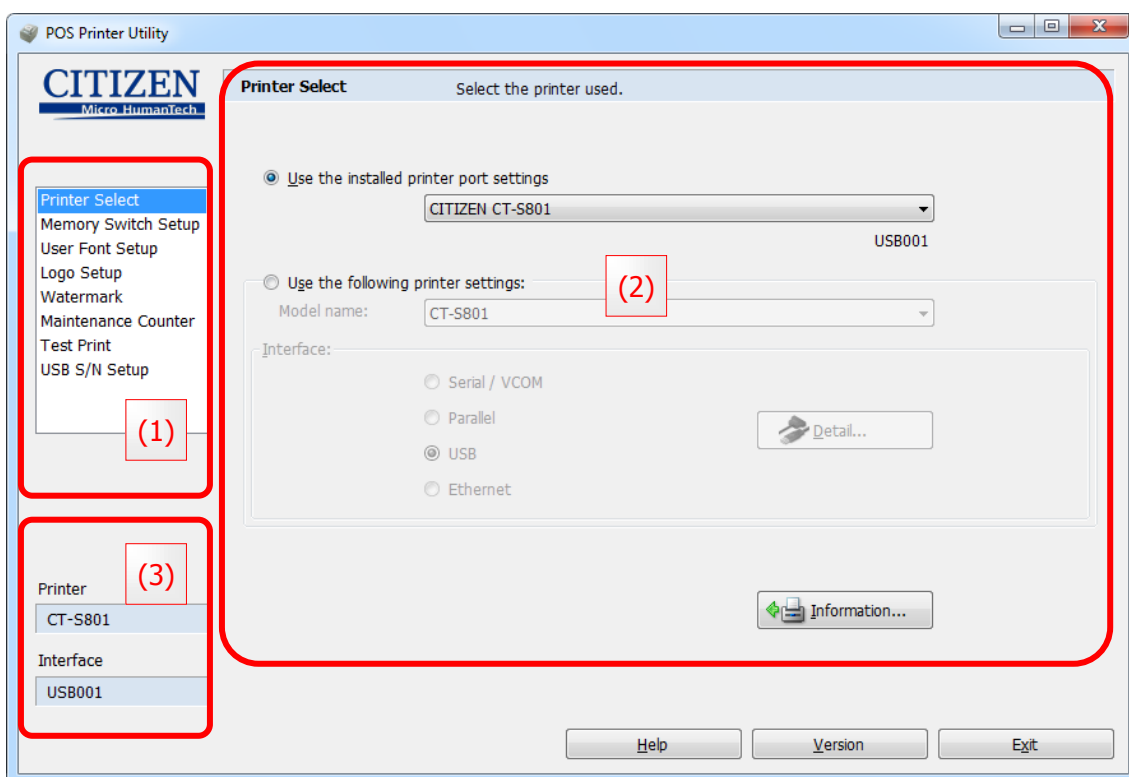 POS Printer Utility
CITIZEN
Micro HumanTech
Printer Select Select the printer used.
Printer Select
Memory Switch Setup
User Font Setup
Logo Setup
Watermark
Maintenance Counter
Test Print
USB S/N Setup
(1)
Use the installed printer port settings
CITIZEN CT-S801
USB001
Use the following printer settings:
(2)
Model name: CT-S801
Interface:
Serial / VCOM
Parallel
USB
Ethernet
Detail...
Information...
(3)
Printer
CT-S801
Interface
USB001
Help Version Exit